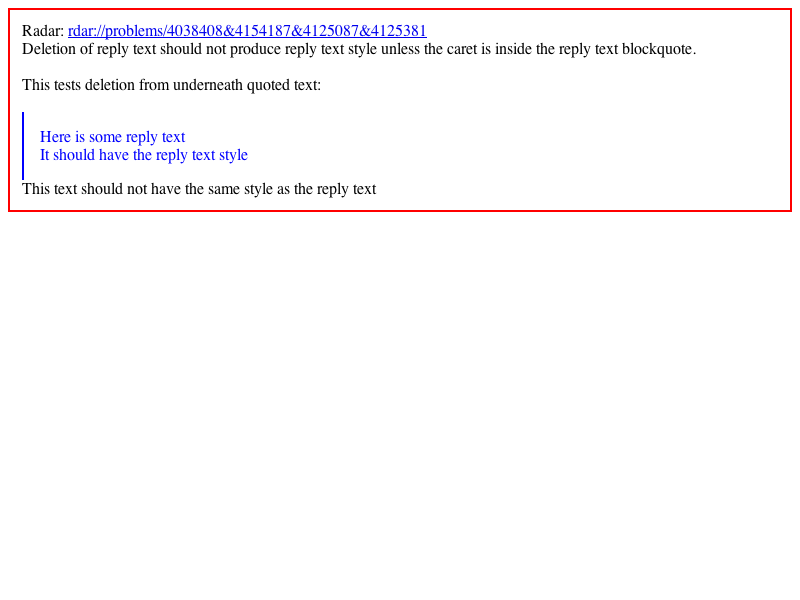 Radar: rdar://problems/4038408&4154187&4125087&4125381
Deletion of reply text should not produce reply text style unless the caret is inside the reply text blockquote.
This tests deletion from underneath quoted text:
Here is some reply text
It should have the reply text style
This text should not have the same style as the reply text